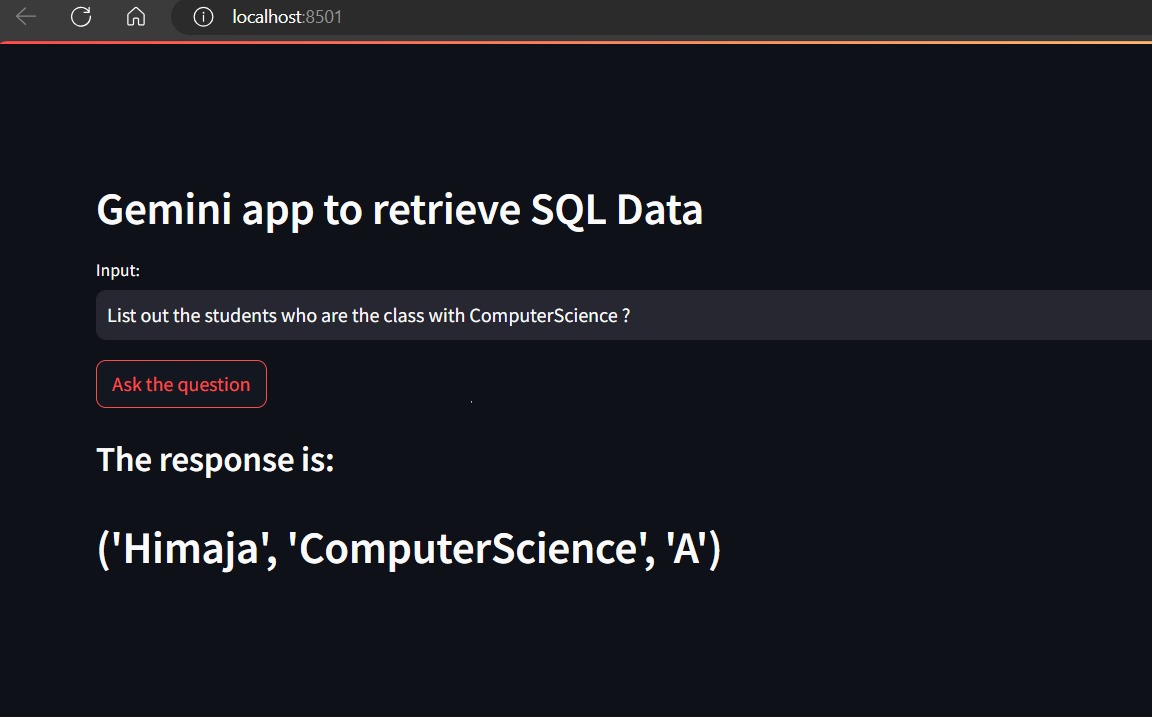 localhost:8501
Gemini app to retrieve SQL Data
Input:
List out the students who are the class with ComputerScience ?
Ask the question
The response is:
('Himaja', 'ComputerScience', 'A')